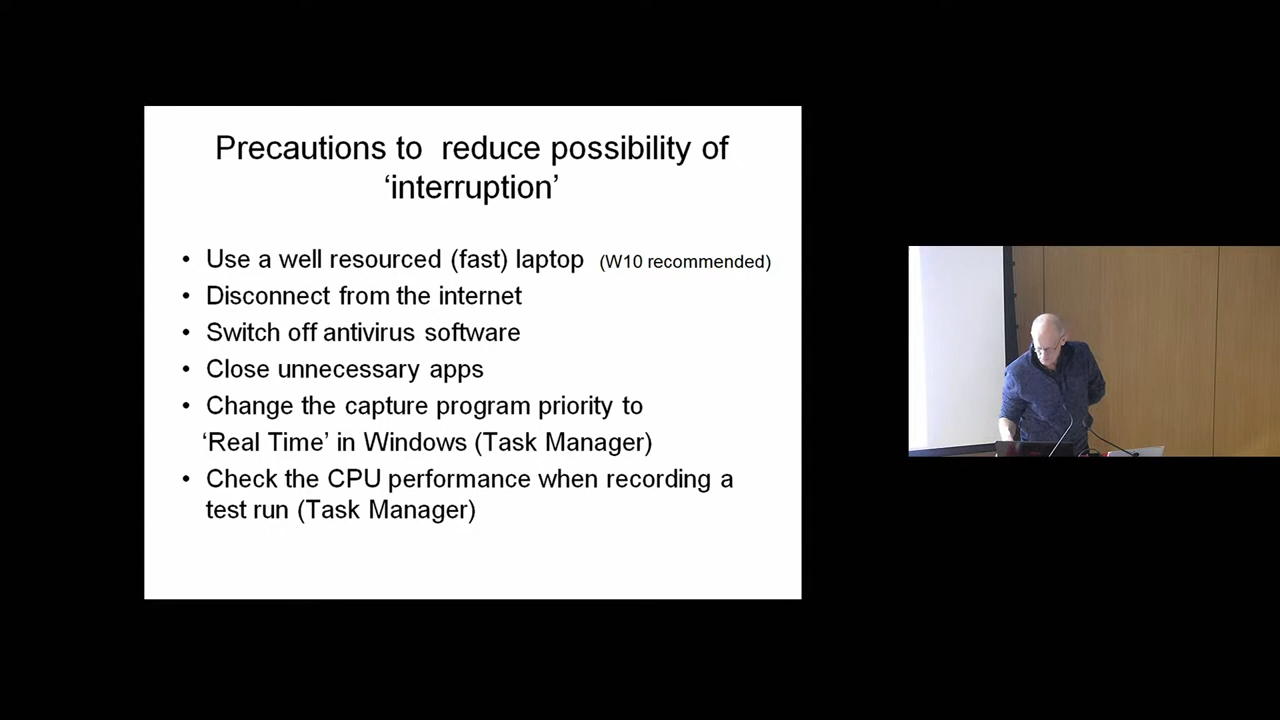 Precautions to  reduce possibility of
‘interruption’
• Use a well resourced (fast) laptop (W10 recommended)
• Disconnect from the internet
• Switch off antivirus software
• Close unnecessary apps
• Change the capture program priority to
‘Real Time’ in Windows (Task Manager)
• Check the CPU performance when recording a
test run (Task Manager)